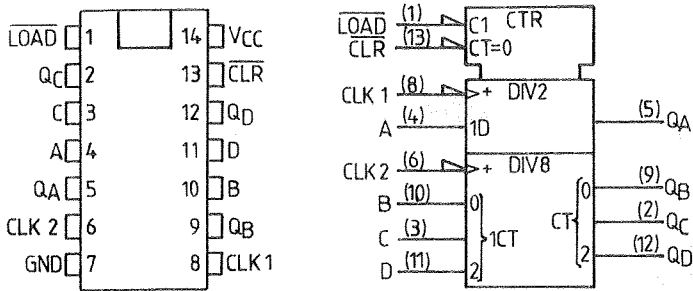 LOAD 1 14 VCC
QC 2 13 CLR
C 3 12 QD
A 4 11 D
QA 5 10 B
CLK 2 6 9 QB
GND 7 8 CLK 1
LOAD (1) C1 CTR
CLR (13) CT=0
CLK 1 (8) + DIV2
A (4) 1D (5) QA
CLK 2 (6) + DIV8
B (10) 0 0 (9) QB
C (3) 1CT CT (2) QC
D (11) 2 2 (12) QD